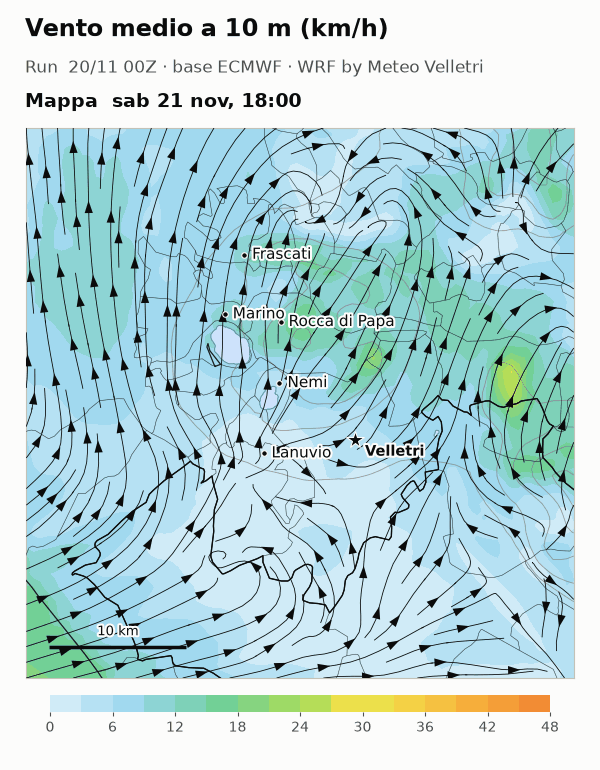 Vento medio a 10 m (km/h)
Run  20/11 00Z · base ECMWF · WRF by Meteo Velletri
Mappa  sab 21 nov, 18:00
Frascati
Marino
Rocca di Papa
Nemi
Lanuvio
Velletri
10 km
0 6 12 18 24 30 36 42 48